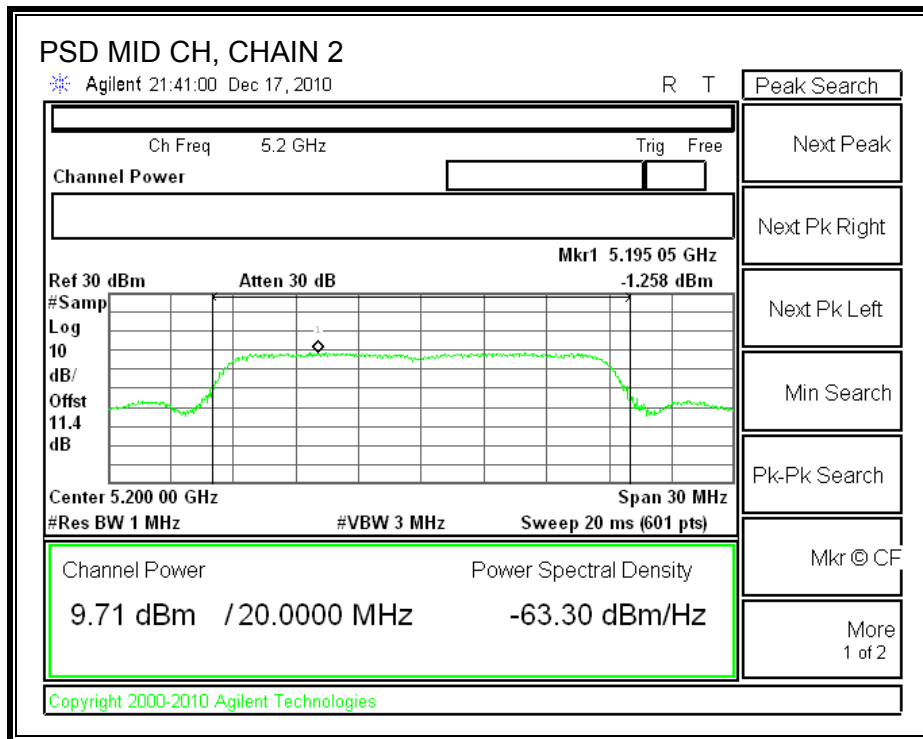 PSD MID CH, CHAIN 2
Agilent 21:41:00 Dec 17, 2010 R T
Peak Search
Ch Freq 5.2 GHz Trig Free
Channel Power
Mkr1 5.195 05 GHz
Ref 30 dBm Atten 30 dB -1.258 dBm
#Samp
Log
10
dB/
Offst
11.4
dB
1
Center 5.200 00 GHz Span 30 MHz
#Res BW 1 MHz #VBW 3 MHz Sweep 20 ms (601 pts)
Channel Power Power Spectral Density
9.71 dBm / 20.0000 MHz -63.30 dBm/Hz
Copyright 2000-2010 Agilent Technologies
Next Peak
Next Pk Right
Next Pk Left
Min Search
Pk-Pk Search
Mkr © CF
More
1 of 2